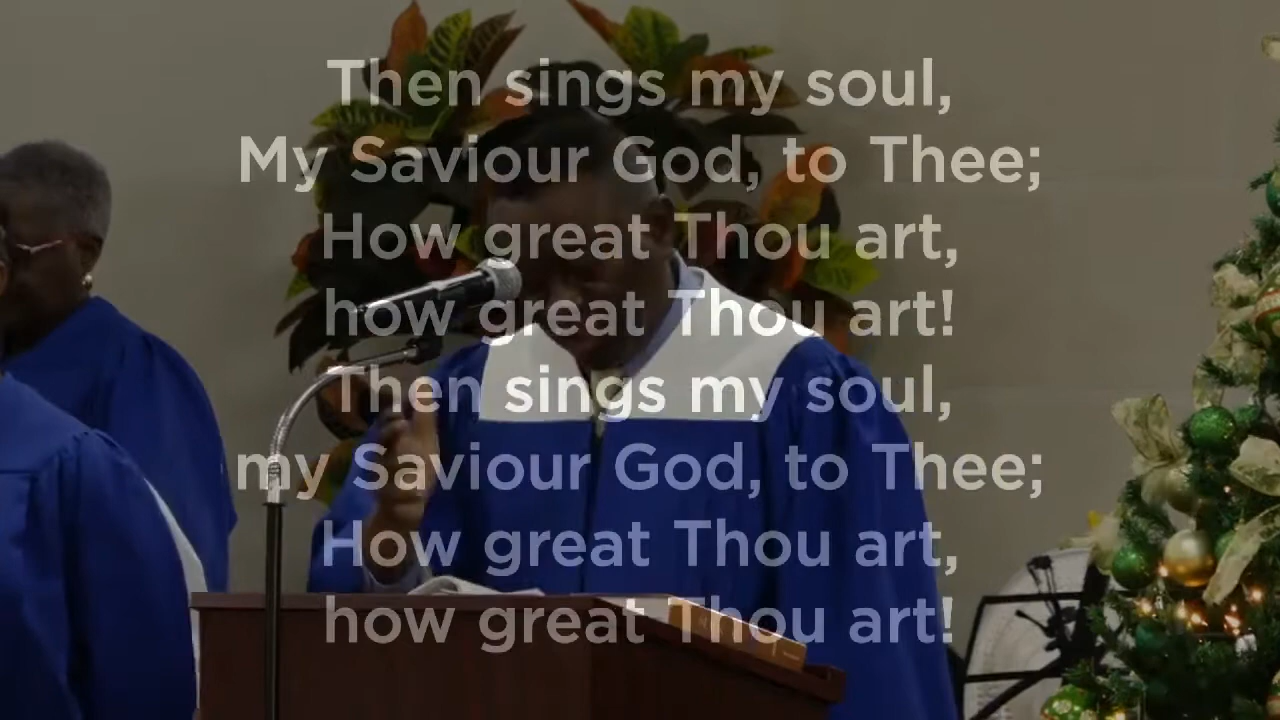 Then sings my soul,
My Saviour God, to Thee;
How great Thou art,
how great Thou art!
Then sings my soul,
my Saviour God, to Thee;
How great Thou art,
how great Thou art!